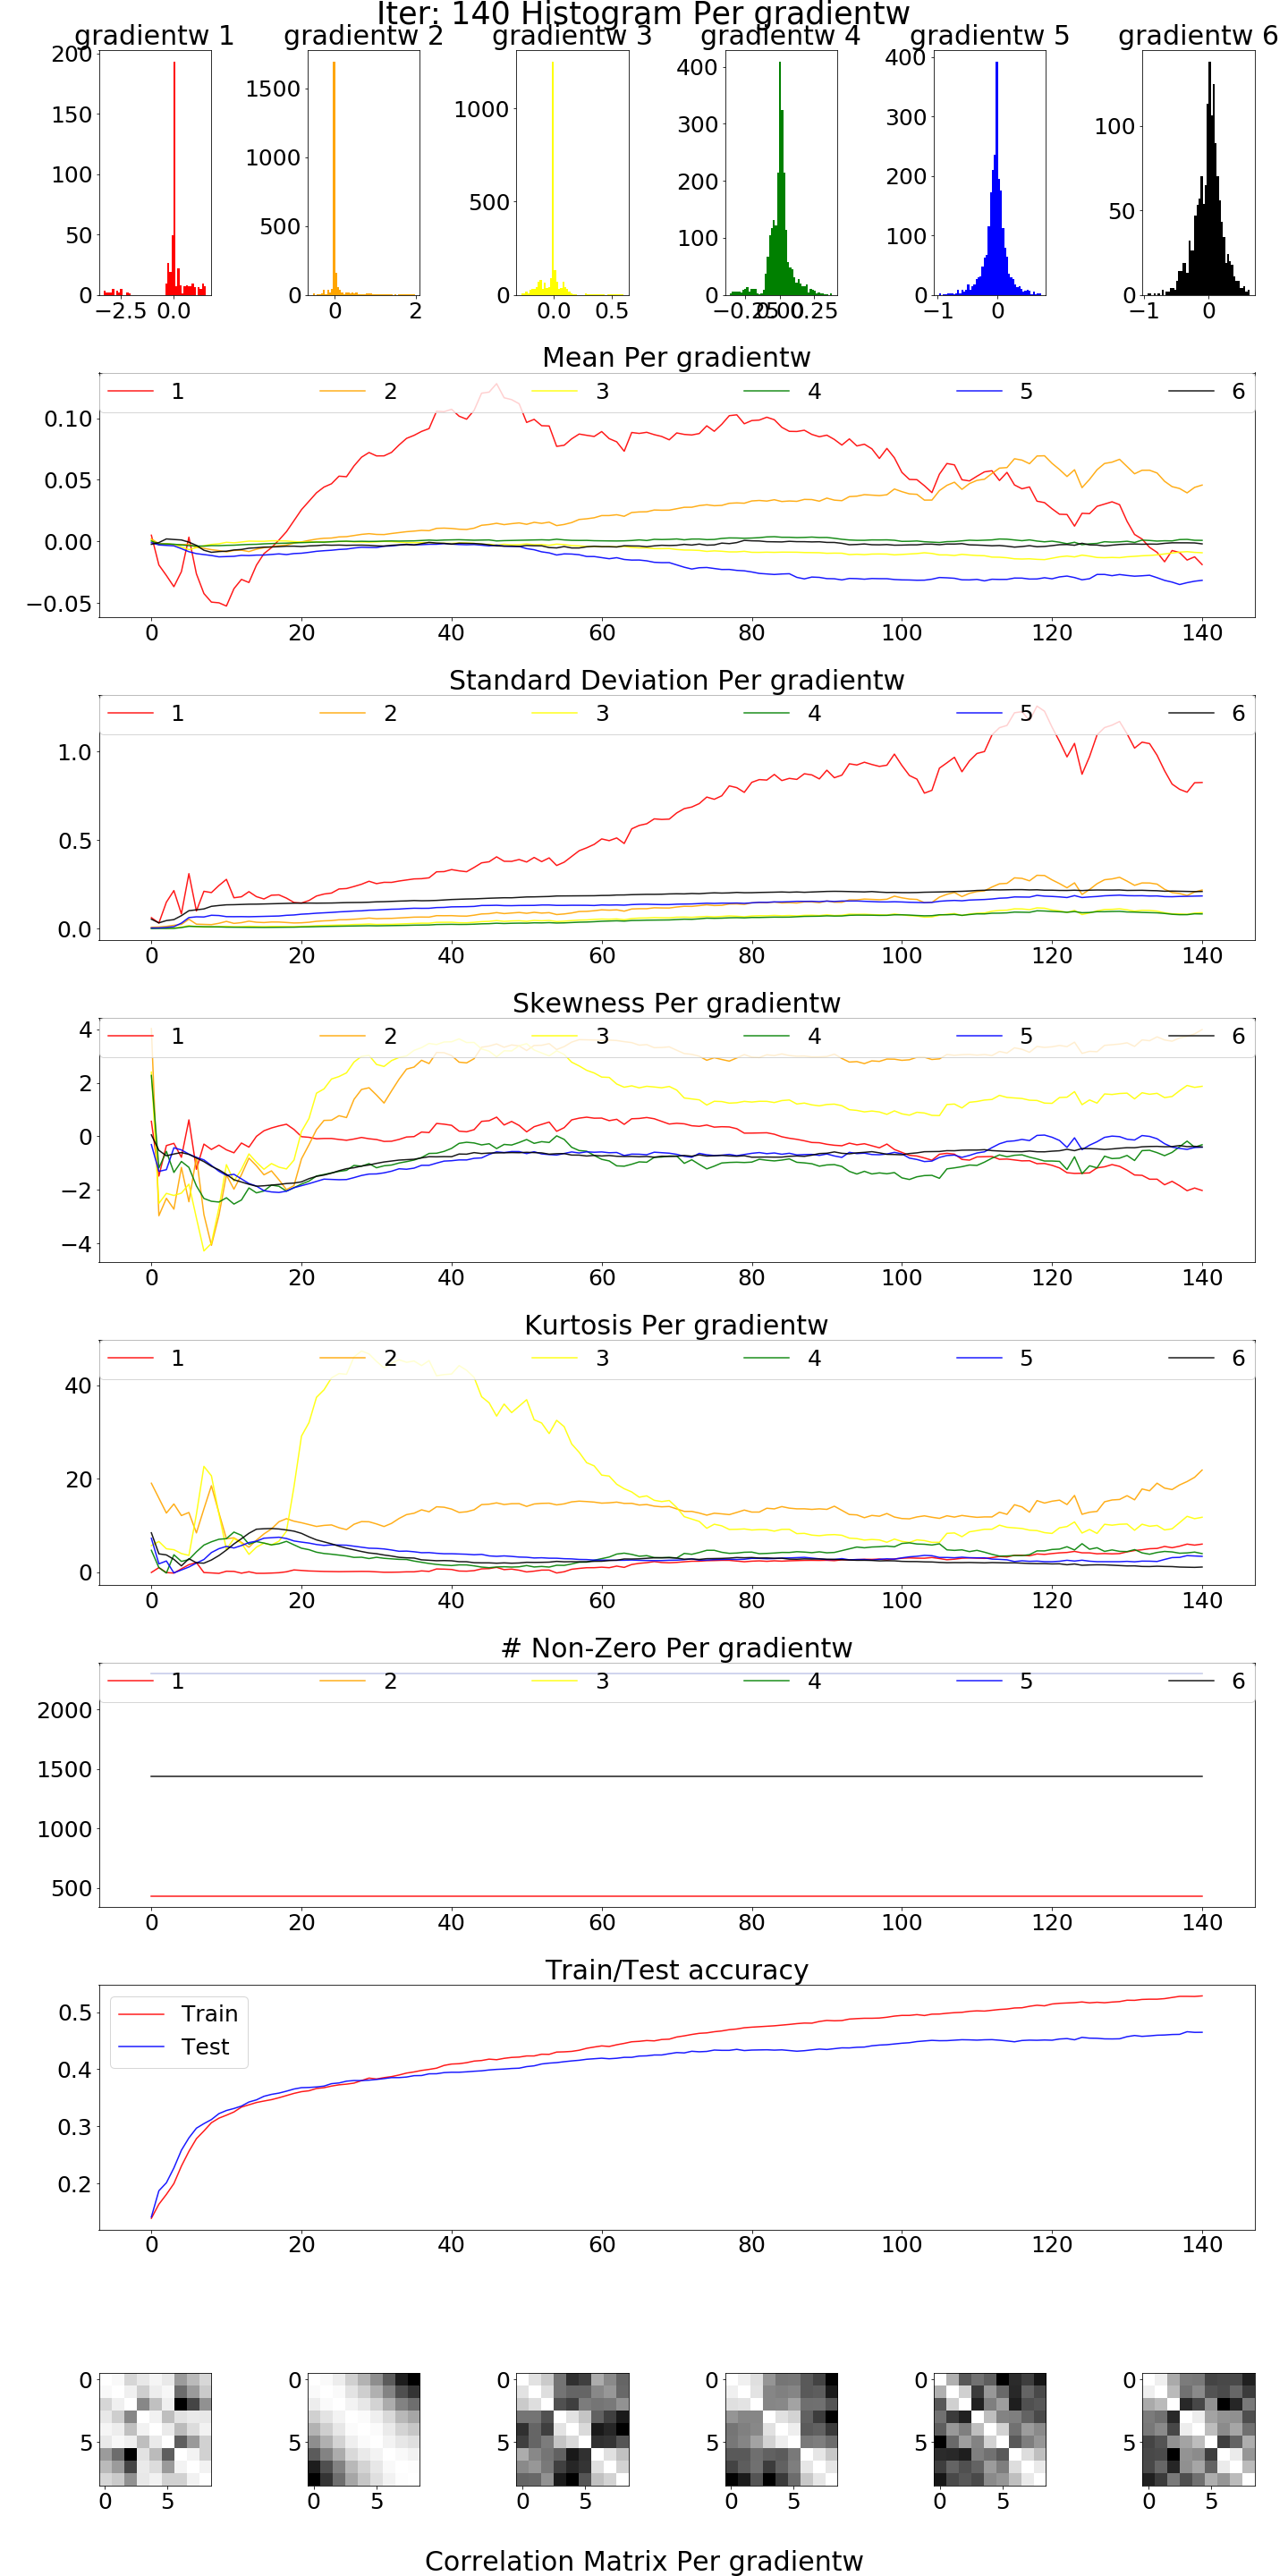 Iter: 140 Histogram Per gradientw
gradientw 1 gradientw 2 gradientw 3 gradientw 4 gradientw 5 gradientw 6
200
150
100
50
0
−2.5 0.0
1500
1000
500
0
0 2
1000
500
0
0.0 0.5
400
300
200
100
0
−0.25 0.00 0.25
400
300
200
100
0
−1 0
100
50
0
−1 0
Mean Per gradientw
1 2 3 4 5 6
0.10
0.05
0.00
−0.05
0 20 40 60 80 100 120 140
Standard Deviation Per gradientw
1 2 3 4 5 6
1.0
0.5
0.0
0 20 40 60 80 100 120 140
Skewness Per gradientw
1 2 3 4 5 6
4
2
0
−2
−4
0 20 40 60 80 100 120 140
Kurtosis Per gradientw
1 2 3 4 5 6
40
20
0
0 20 40 60 80 100 120 140
# Non-Zero Per gradientw
1 2 3 4 5 6
2000
1500
1000
500
0 20 40 60 80 100 120 140
Train/Test accuracy
Train
Test
0.5
0.4
0.3
0.2
0 20 40 60 80 100 120 140
0 0 0 0 0 0
5 5 5 5 5 5
0 5 0 5 0 5 0 5 0 5 0 5
Correlation Matrix Per gradientw